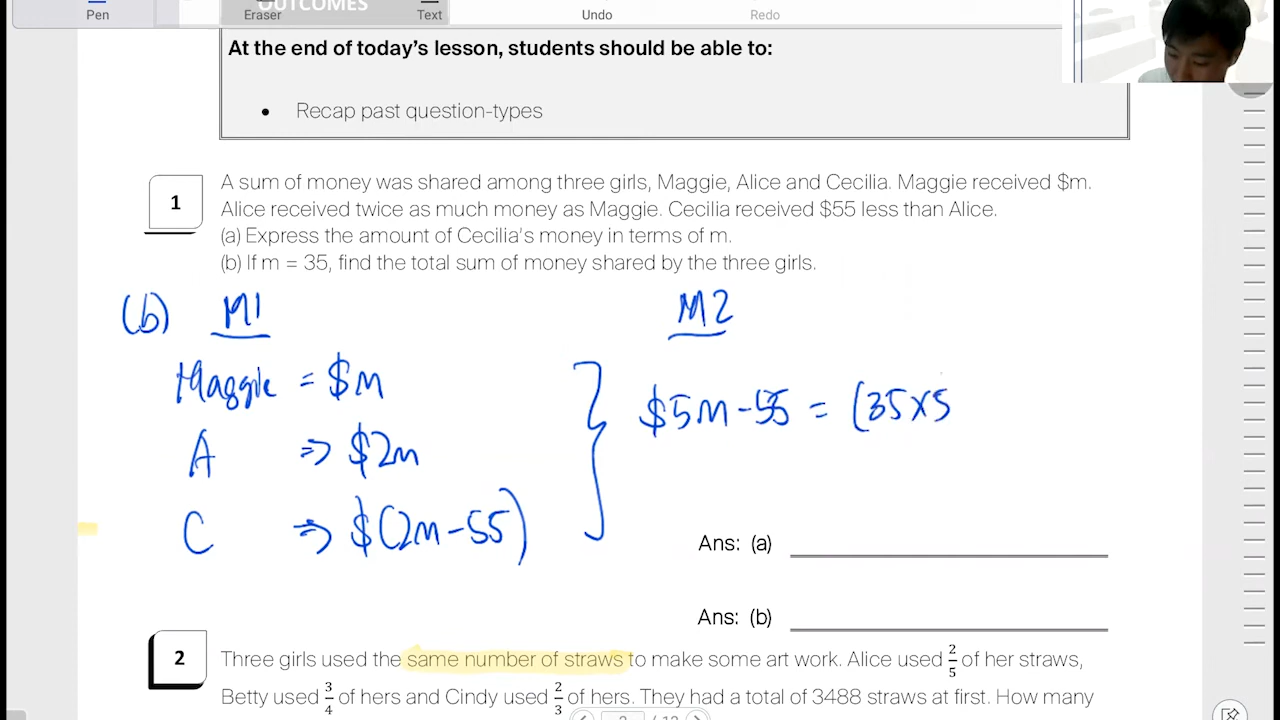 OUTCOMES
Pen Eraser Text Undo Redo
At the end of today's lesson, students should be able to:
• Recap past question-types
1
A sum of money was shared among three girls, Maggie, Alice and Cecilia. Maggie received $m.
Alice received twice as much money as Maggie. Cecilia received $55 less than Alice.
(a) Express the amount of Cecilia's money in terms of m.
(b) If m = 35, find the total sum of money shared by the three girls.
(b) M1 M2
Maggie = $m
$5m-55 = (35×5
A ⇒ $2m
C ⇒ $(2m-55)
Ans: (a)
Ans: (b)
2
Three girls used the same number of straws to make some art work. Alice used 2/5 of her straws,
Betty used 3/4 of hers and Cindy used 2/3 of hers. They had a total of 3488 straws at first. How many